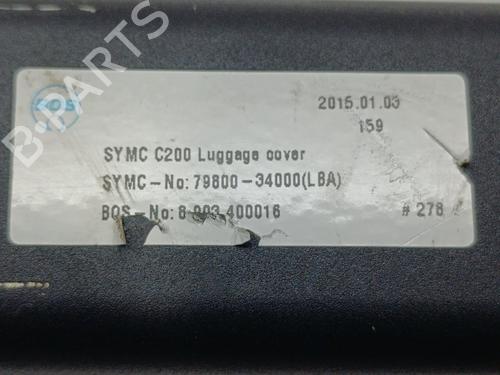 BOS
2015.01.03
159
SYMC C200 Luggage cover
SYMC-No: 79800-34000(LBA)
BOS-No: 8 003 400016
# 278
B-PARTS